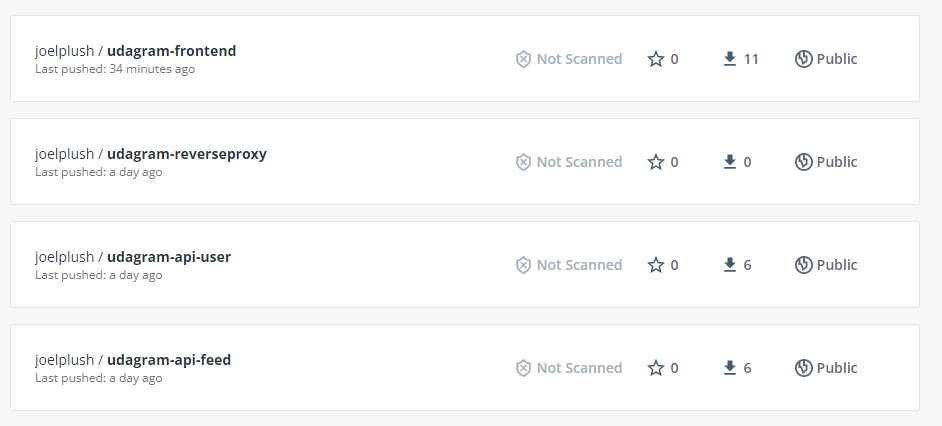 joelplush / udagram-frontend
Last pushed: 34 minutes ago
Not Scanned
0
11
Public
joelplush / udagram-reverseproxy
Last pushed: a day ago
Not Scanned
0
0
Public
joelplush / udagram-api-user
Last pushed: a day ago
Not Scanned
0
6
Public
joelplush / udagram-api-feed
Last pushed: a day ago
Not Scanned
0
6
Public